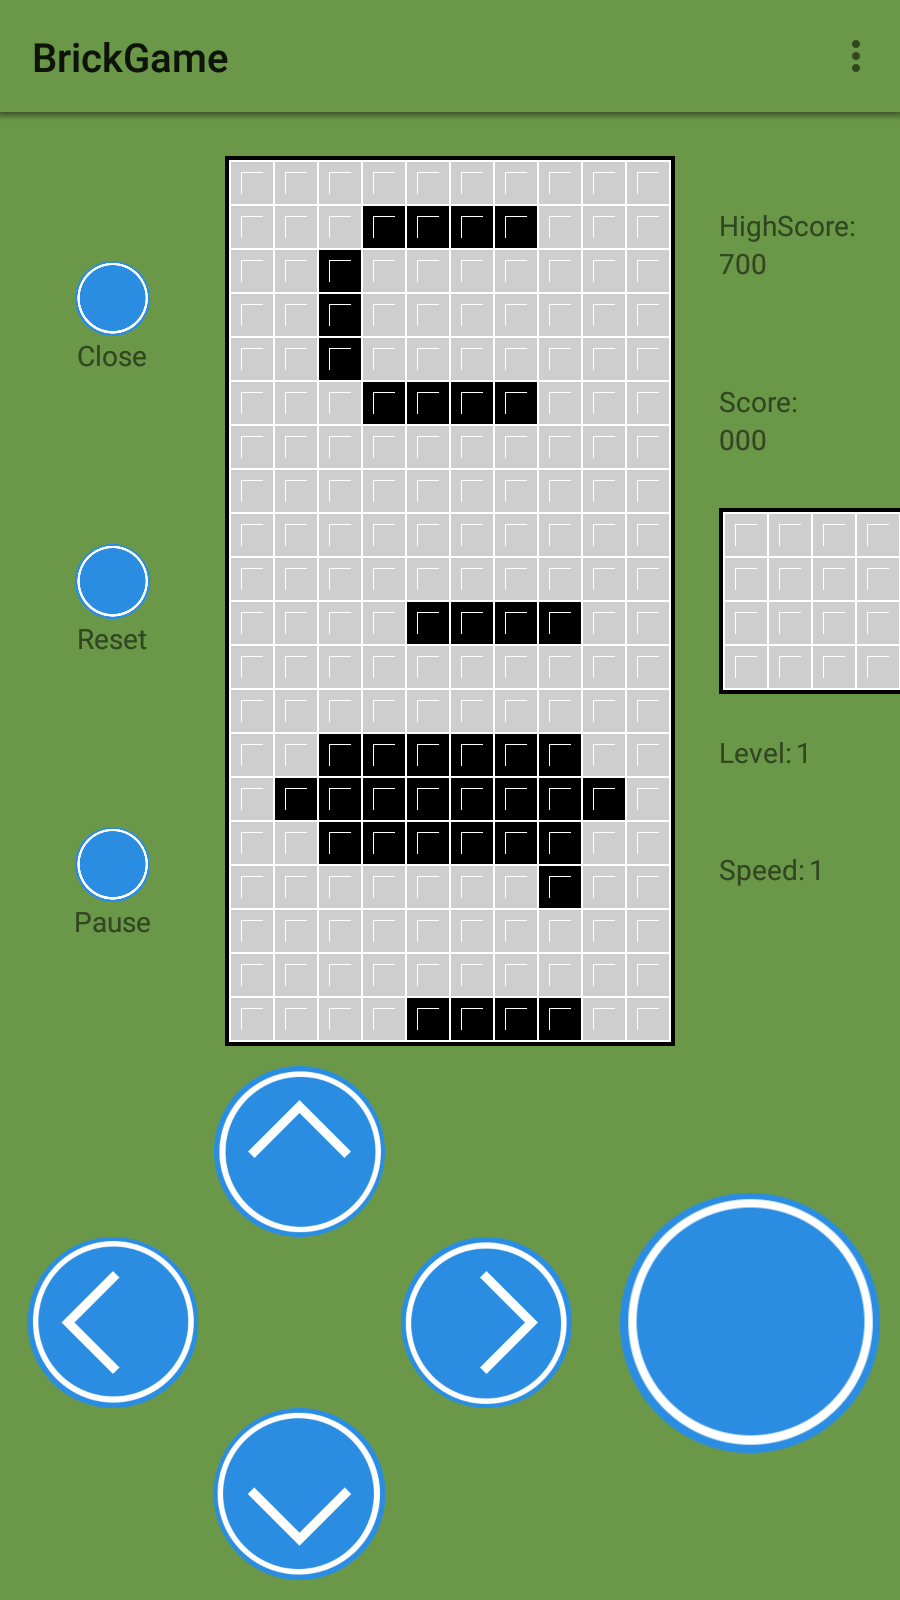 BrickGame
HighScore:
700
Close
Score:
000
Reset
Level: 1
Speed: 1
Pause